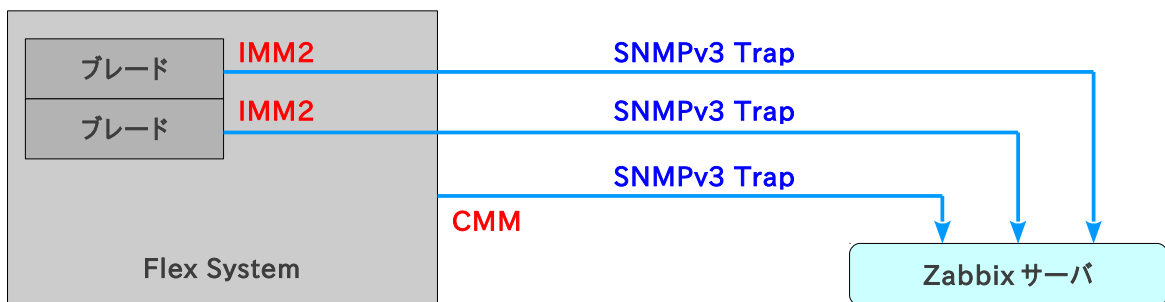 ブレード
IMM2
SNMPv3 Trap
ブレード
IMM2
SNMPv3 Trap
SNMPv3 Trap
CMM
Flex System
Zabbix サーバ